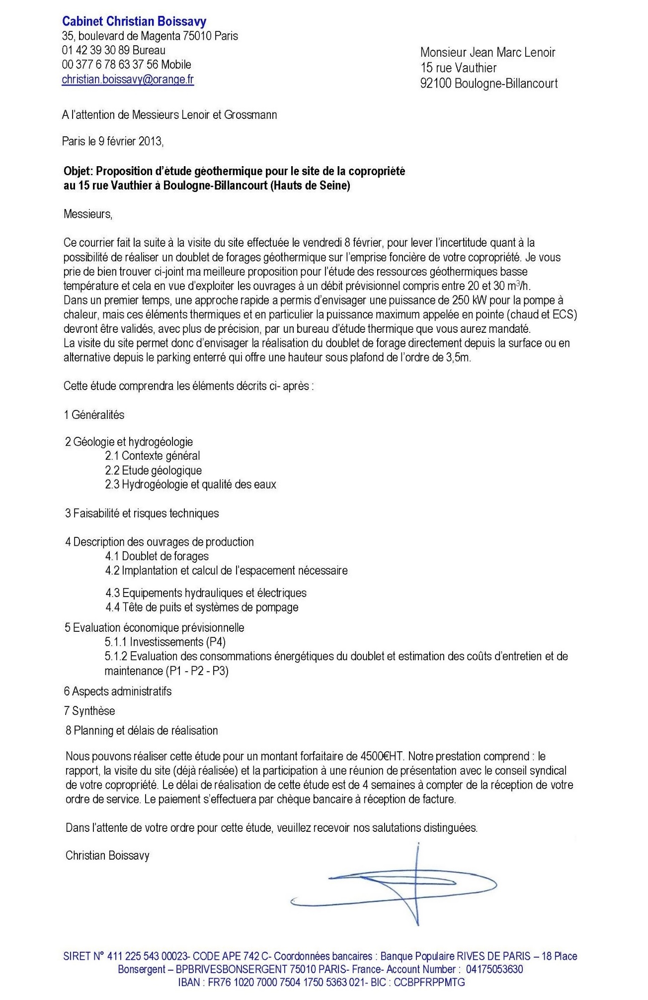 Cabinet Christian Boissavy
35, boulevard de Magenta 75010 Paris
01 42 39 30 89 Bureau
00 377 6 78 63 37 56 Mobile
christian.boissavy@orange.fr
Monsieur Jean Marc Lenoir
15 rue Vauthier
92100 Boulogne-Billancourt
A l'attention de Messieurs Lenoir et Grossmann
Paris le 9 février 2013,
Objet: Proposition d'étude géothermique pour le site de la copropriété
au 15 rue Vauthier à Boulogne-Billancourt (Hauts de Seine)
Messieurs,
Ce courrier fait la suite à la visite du site effectuée le vendredi 8 février, pour lever l'incertitude quant à la
possibilité de réaliser un doublet de forages géothermique sur l'emprise foncière de votre copropriété. Je vous
prie de bien trouver ci-joint ma meilleure proposition pour l'étude des ressources géothermiques basse
température et cela en vue d'exploiter les ouvrages à un débit prévisionnel compris entre 20 et 30 m³/h.
Dans un premier temps, une approche rapide a permis d'envisager une puissance de 250 kW pour la pompe à
chaleur, mais ces éléments thermiques et en particulier la puissance maximum appelée en pointe (chaud et ECS)
devront être validés, avec plus de précision, par un bureau d'étude thermique que vous aurez mandaté.
La visite du site permet donc d'envisager la réalisation du doublet de forage directement depuis la surface ou en
alternative depuis le parking enterré qui offre une hauteur sous plafond de l'ordre de 3,5m.
Cette étude comprendra les éléments décrits ci- après :
1 Généralités
2 Géologie et hydrogéologie
2.1 Contexte général
2.2 Etude géologique
2.3 Hydrogéologie et qualité des eaux
3 Faisabilité et risques techniques
4 Description des ouvrages de production
4.1 Doublet de forages
4.2 Implantation et calcul de l'espacement nécessaire
4.3 Equipements hydrauliques et électriques
4.4 Tête de puits et systèmes de pompage
5 Evaluation économique prévisionnelle
5.1.1 Investissements (P4)
5.1.2 Evaluation des consommations énergétiques du doublet et estimation des coûts d'entretien et de
maintenance (P1 - P2 - P3)
6 Aspects administratifs
7 Synthèse
8 Planning et délais de réalisation
Nous pouvons réaliser cette étude pour un montant forfaitaire de 4500€HT. Notre prestation comprend : le
rapport, la visite du site (déjà réalisée) et la participation à une réunion de présentation avec le conseil syndical
de votre copropriété. Le délai de réalisation de cette étude est de 4 semaines à compter de la réception de votre
ordre de service. Le paiement s'effectuera par chèque bancaire à réception de facture.
Dans l'attente de votre ordre pour cette étude, veuillez recevoir nos salutations distinguées.
Christian Boissavy
SIRET N° 411 225 543 00023- CODE APE 742 C- Coordonnées bancaires : Banque Populaire RIVES DE PARIS – 18 Place
Bonsergent – BPBRIVESBONSERGENT 75010 PARIS- France- Account Number : 04175053630
IBAN : FR76 1020 7000 7504 1750 5363 021- BIC : CCBPFRPPMTG